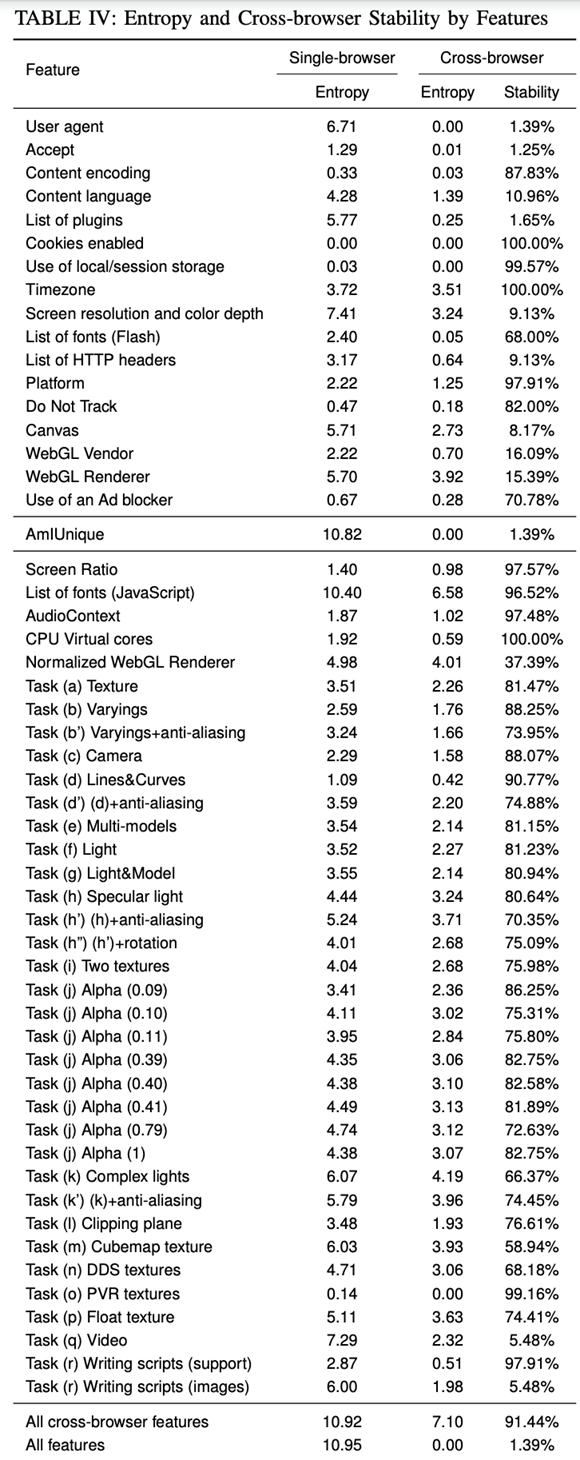 TABLE IV: Entropy and Cross-browser Stability by Features
Feature Single-browser Cross-browser
Entropy Entropy Stability
User agent 6.71 0.00 1.39%
Accept 1.29 0.01 1.25%
Content encoding 0.33 0.03 87.83%
Content language 4.28 1.39 10.96%
List of plugins 5.77 0.25 1.65%
Cookies enabled 0.00 0.00 100.00%
Use of local/session storage 0.03 0.00 99.57%
Timezone 3.72 3.51 100.00%
Screen resolution and color depth 7.41 3.24 9.13%
List of fonts (Flash) 2.40 0.05 68.00%
List of HTTP headers 3.17 0.64 9.13%
Platform 2.22 1.25 97.91%
Do Not Track 0.47 0.18 82.00%
Canvas 5.71 2.73 8.17%
WebGL Vendor 2.22 0.70 16.09%
WebGL Renderer 5.70 3.92 15.39%
Use of an Ad blocker 0.67 0.28 70.78%
AmIUnique 10.82 0.00 1.39%
Screen Ratio 1.40 0.98 97.57%
List of fonts (JavaScript) 10.40 6.58 96.52%
AudioContext 1.87 1.02 97.48%
CPU Virtual cores 1.92 0.59 100.00%
Normalized WebGL Renderer 4.98 4.01 37.39%
Task (a) Texture 3.51 2.26 81.47%
Task (b) Varyings 2.59 1.76 88.25%
Task (b') Varyings+anti-aliasing 3.24 1.66 73.95%
Task (c) Camera 2.29 1.58 88.07%
Task (d) Lines&Curves 1.09 0.42 90.77%
Task (d') (d)+anti-aliasing 3.59 2.20 74.88%
Task (e) Multi-models 3.54 2.14 81.15%
Task (f) Light 3.52 2.27 81.23%
Task (g) Light&Model 3.55 2.14 80.94%
Task (h) Specular light 4.44 3.24 80.64%
Task (h') (h)+anti-aliasing 5.24 3.71 70.35%
Task (h") (h')+rotation 4.01 2.68 75.09%
Task (i) Two textures 4.04 2.68 75.98%
Task (j) Alpha (0.09) 3.41 2.36 86.25%
Task (j) Alpha (0.10) 4.11 3.02 75.31%
Task (j) Alpha (0.11) 3.95 2.84 75.80%
Task (j) Alpha (0.39) 4.35 3.06 82.75%
Task (j) Alpha (0.40) 4.38 3.10 82.58%
Task (j) Alpha (0.41) 4.49 3.13 81.89%
Task (j) Alpha (0.79) 4.74 3.12 72.63%
Task (j) Alpha (1) 4.38 3.07 82.75%
Task (k) Complex lights 6.07 4.19 66.37%
Task (k') (k)+anti-aliasing 5.79 3.96 74.45%
Task (l) Clipping plane 3.48 1.93 76.61%
Task (m) Cubemap texture 6.03 3.93 58.94%
Task (n) DDS textures 4.71 3.06 68.18%
Task (o) PVR textures 0.14 0.00 99.16%
Task (p) Float texture 5.11 3.63 74.41%
Task (q) Video 7.29 2.32 5.48%
Task (r) Writing scripts (support) 2.87 0.51 97.91%
Task (r) Writing scripts (images) 6.00 1.98 5.48%
All cross-browser features 10.92 7.10 91.44%
All features 10.95 0.00 1.39%